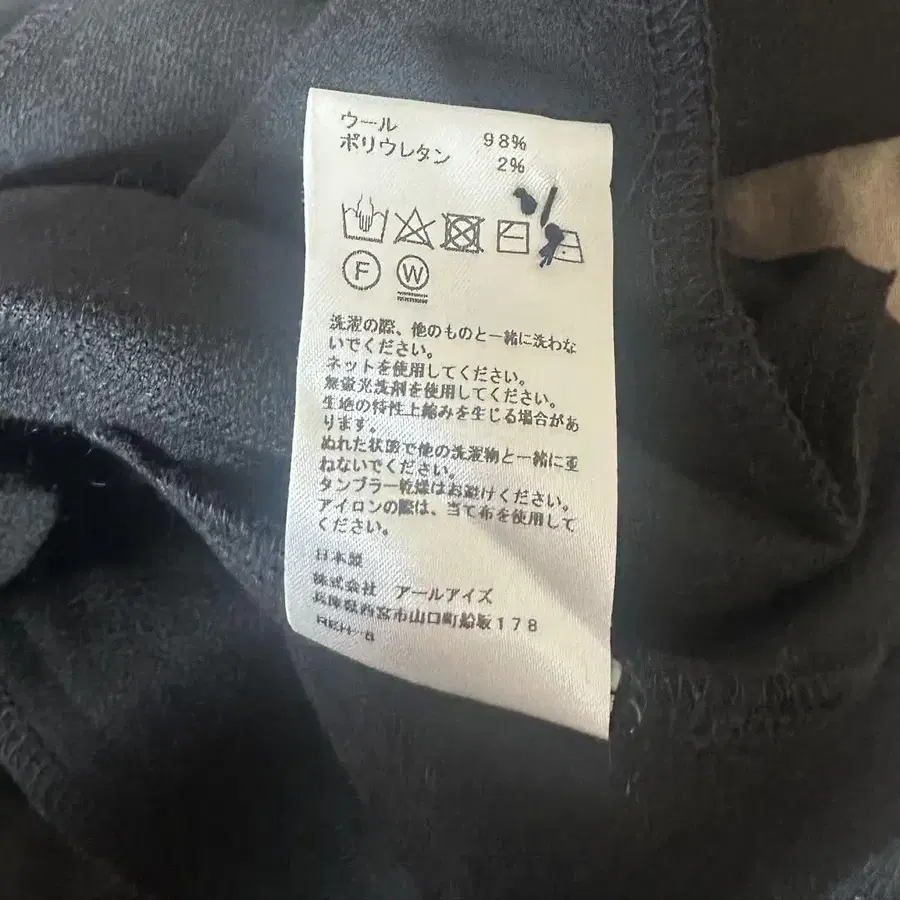 ウール 98%
ポリウレタン 2%
F W
洗濯の際、他のものと一緒に洗わな
いでください。
ネットを使用してください。
無蛍光洗剤を使用してください。
生地の特性上縮みを生じる場合があ
ります。
ぬれた状態で他の洗濯物と一緒に重
ねないでください。
タンブラー乾燥はお避けください。
アイロンの際は、当て布を使用して
ください。
日本製
株式会社 アールアイズ
兵庫県西宮市山口町船坂178